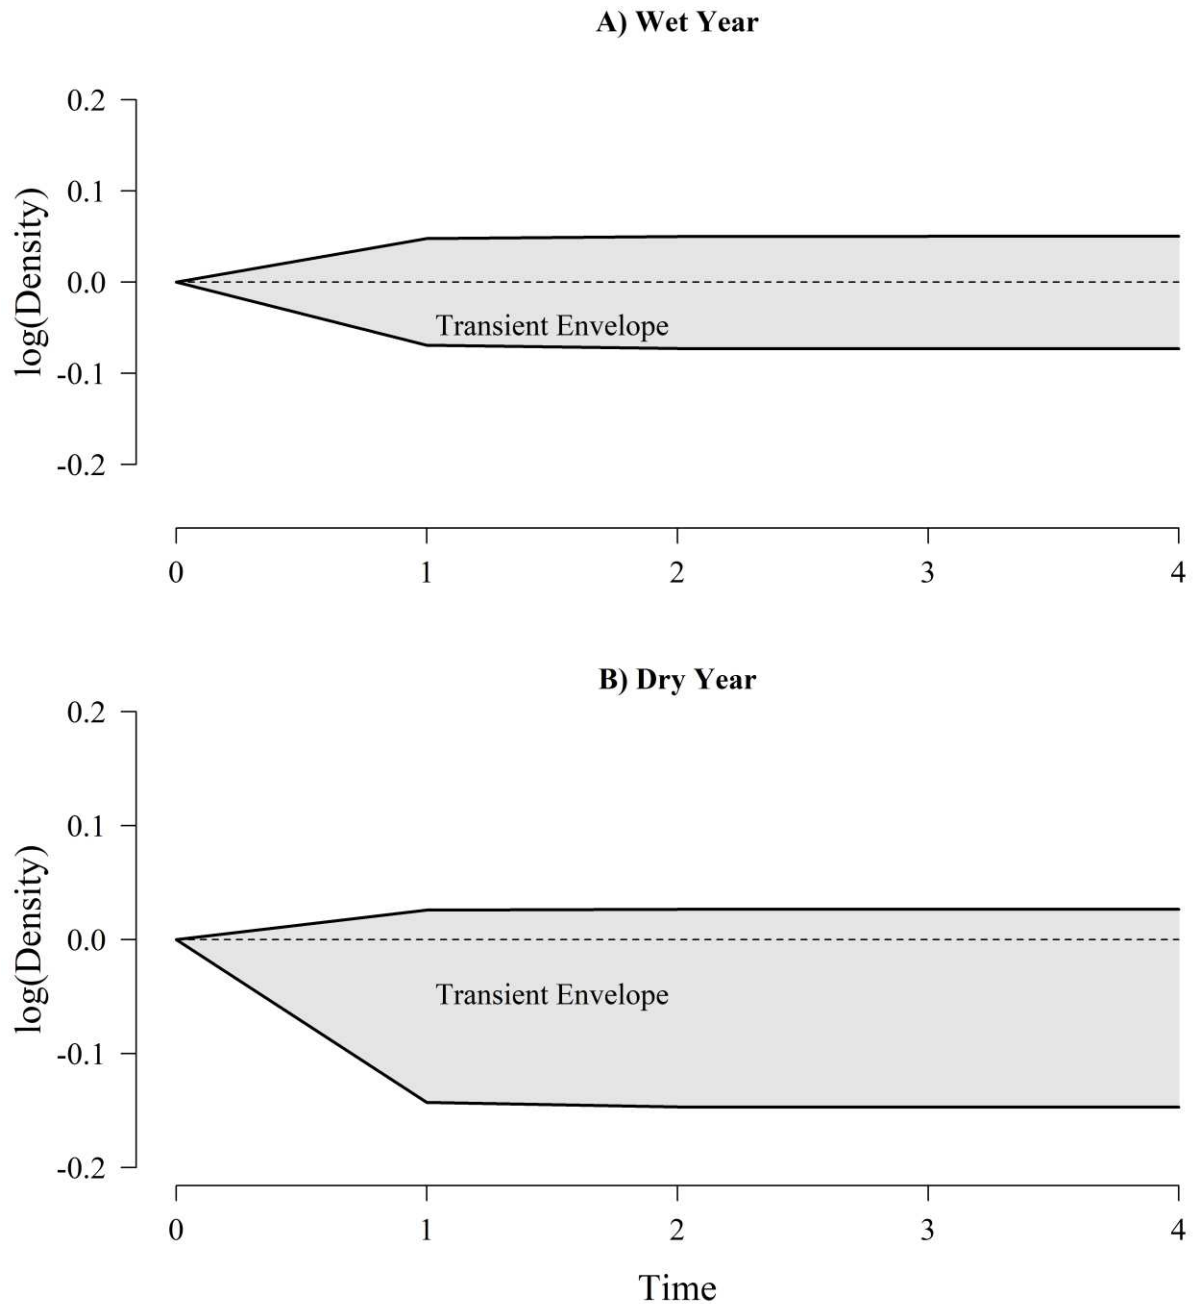 A) Wet Year
0.2
0.1
0.0
-0.1
-0.2
log(Density)
Transient Envelope
0 1 2 3 4
B) Dry Year
0.2
0.1
0.0
-0.1
-0.2
log(Density)
Transient Envelope
0 1 2 3 4
Time